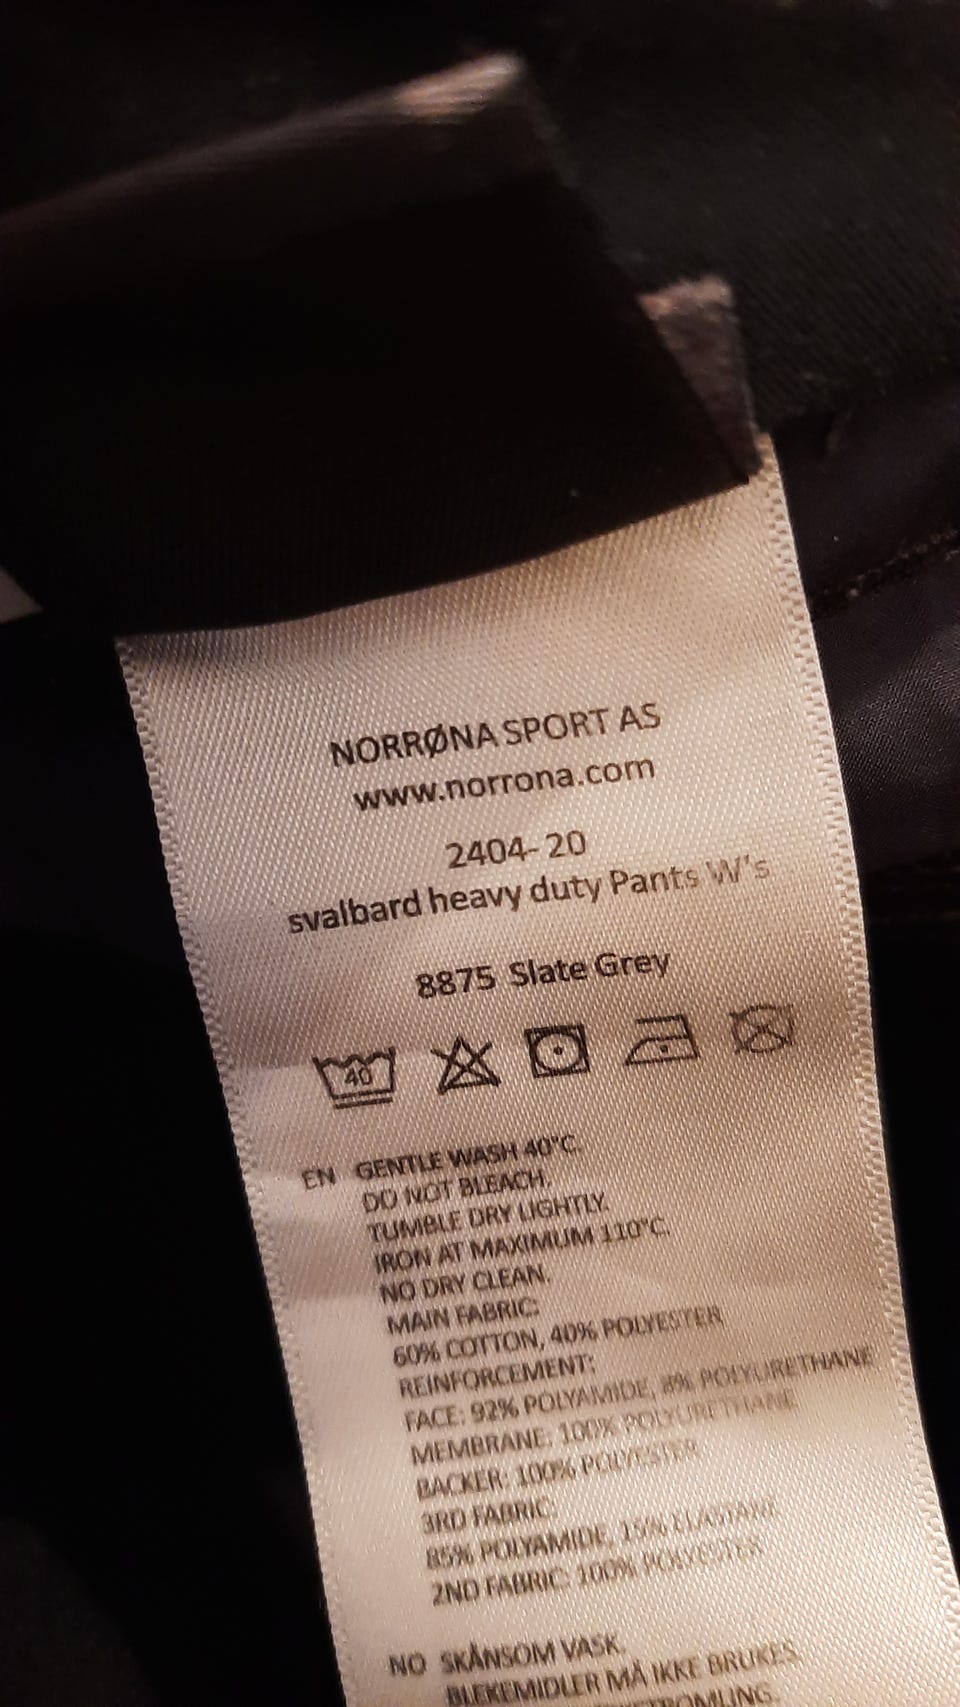 NORRØNA SPORT AS
www.norrona.com
2404-20
svalbard heavy duty Pants W's
8875 Slate Grey
40
EN GENTLE WASH 40°C.
DO NOT BLEACH.
TUMBLE DRY LIGHTLY.
IRON AT MAXIMUM 110°C.
NO DRY CLEAN.
MAIN FABRIC:
60% COTTON, 40% POLYESTER
REINFORCEMENT:
FACE: 92% POLYAMIDE, 8% POLYURETHANE
MEMBRANE: 100% POLYURETHANE
BACKER: 100% POLYESTER
3RD FABRIC:
85% POLYAMIDE, 15% ELASTANE
2ND FABRIC: 100% POLYESTER
NO SKÅNSOM VASK.
BLEKEMIDLER MÅ IKKE BRUKES.